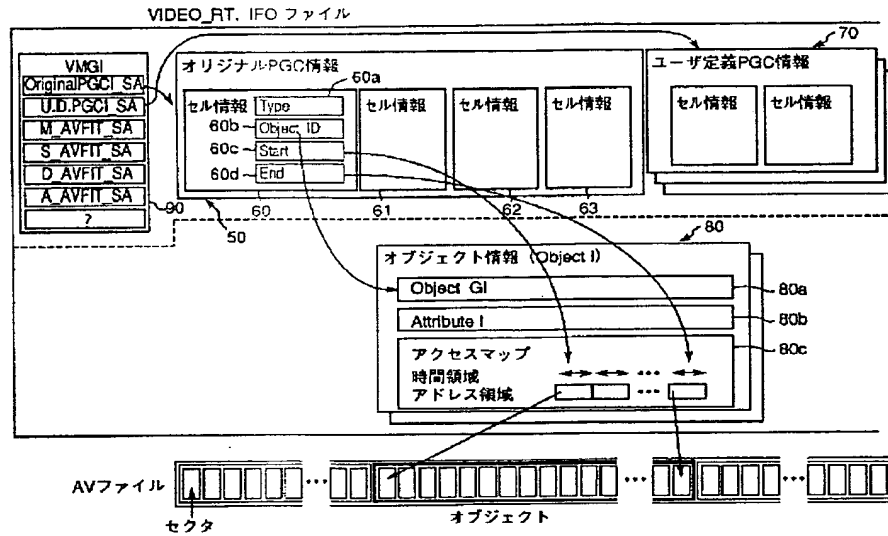 VIDEO_RT. IFO ファイル
VMGI
OriginalPGCI_SA
U.D.PGCI_SA
M_AVFIT_SA
S_AVFIT_SA
D_AVFIT_SA
A_AVFIT_SA
?
90
オリジナルPGC情報
60a
セル情報
Type
60b
Object ID
60c
Start
60d
End
セル情報
セル情報
セル情報
60
61
62
63
50
70
ユーザ定義PGC情報
セル情報
セル情報
80
オブジェクト情報 (Object I)
Object GI
80a
Attribute I
80b
アクセスマップ
80c
時間領域
•••
アドレス領域
•••
AVファイル
•••
•••
•••
セクタ
オブジェクト